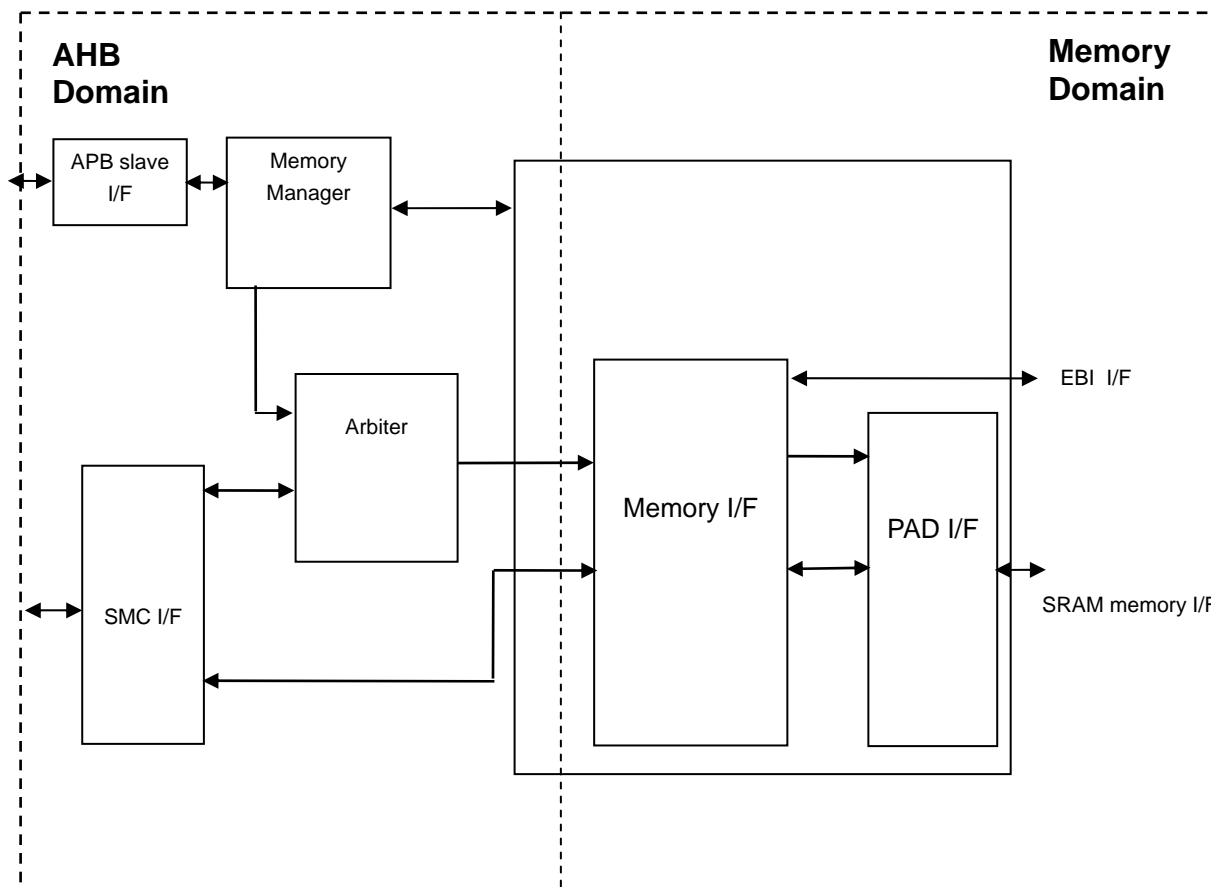 AHB
Domain
Memory
Domain
APB slave
I/F
Memory
Manager
EBI I/F
Arbiter
Memory I/F
PAD I/F
SMC I/F
SRAM memory I/F